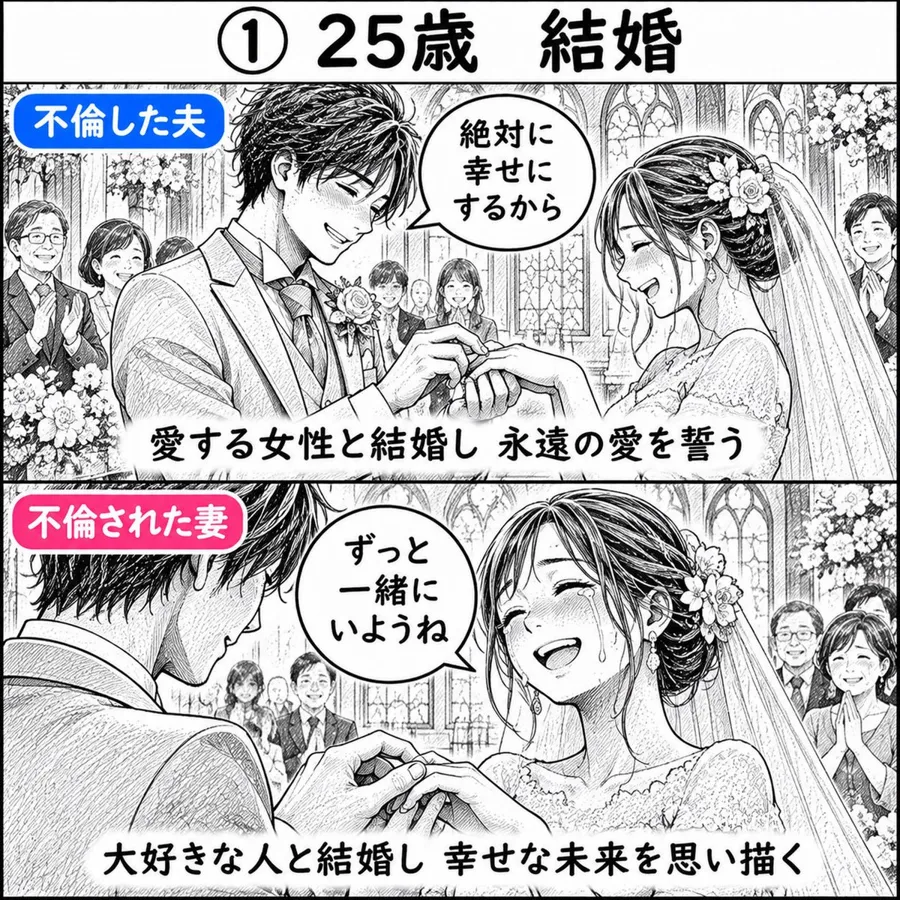 ① 25歳 結婚
不倫した夫
絶対に
幸せに
するから
愛する女性と結婚し 永遠の愛を誓う
不倫された妻
ずっと
一緒に
いようね
大好きな人と結婚し 幸せな未来を思い描く